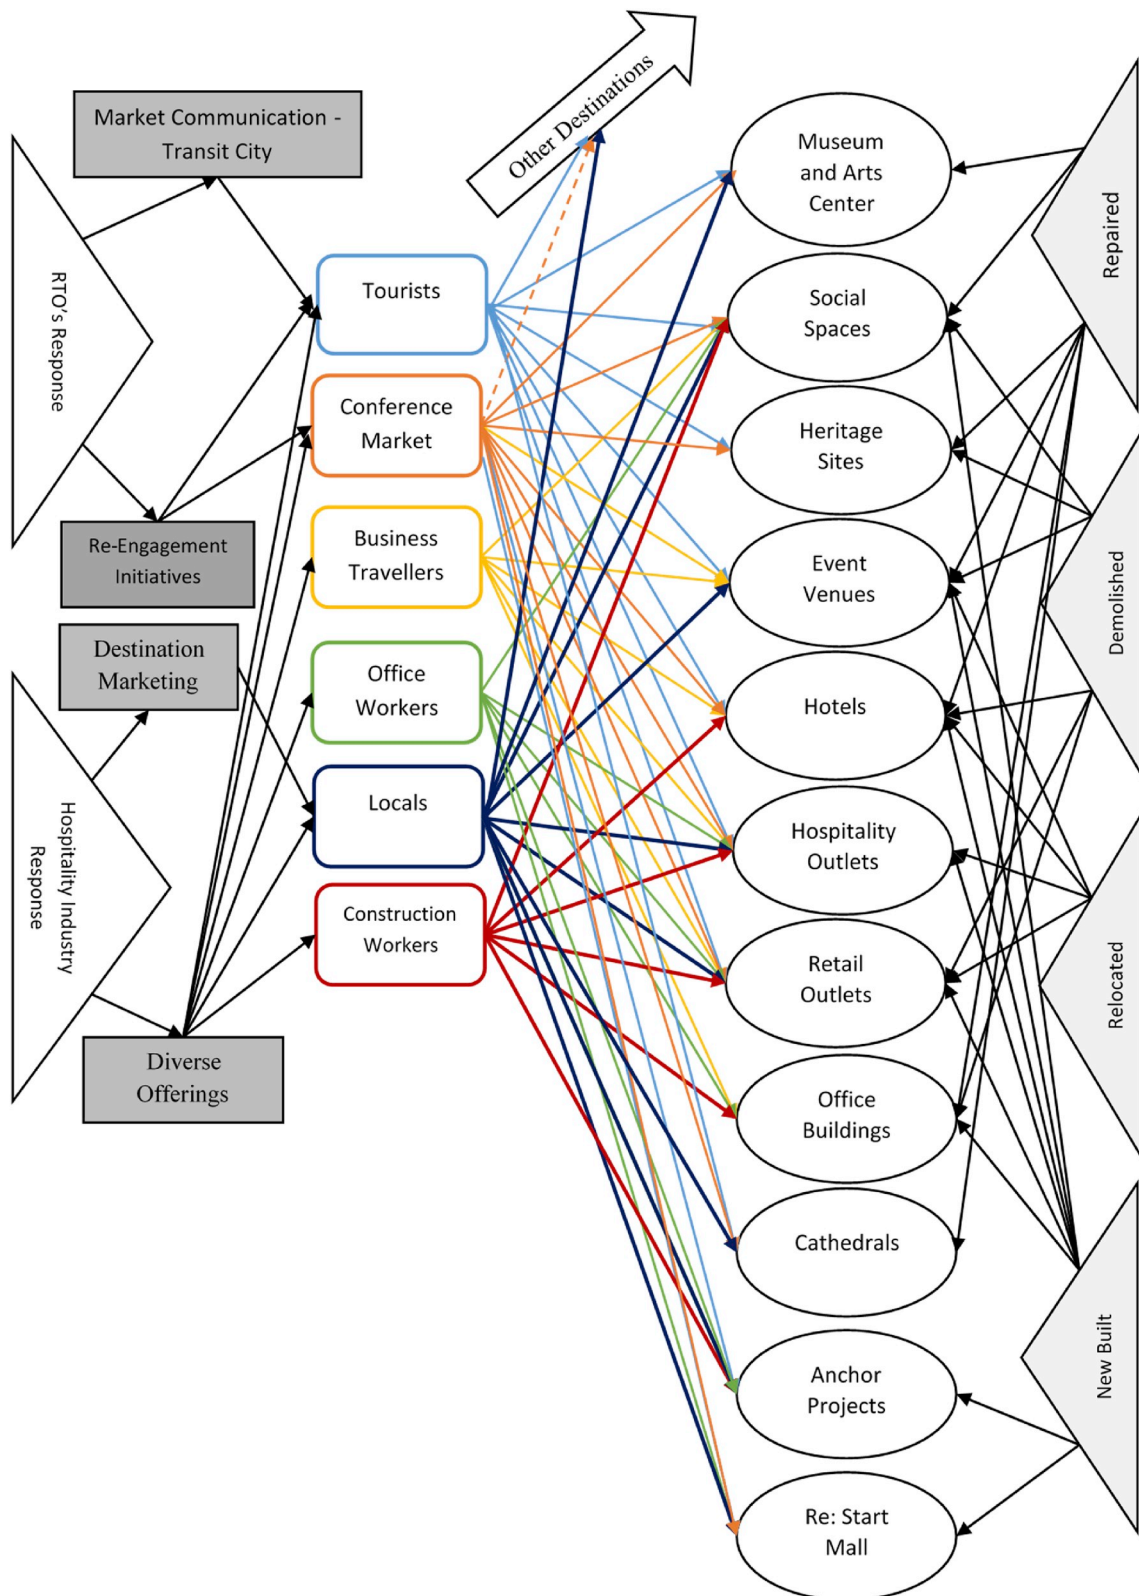 Other Destinations
Market Communication -
Transit City
RTO's Response
Re-Engagement
Initiatives
Destination
Marketing
Hospitality Industry
Response
Diverse
Offerings
Tourists
Conference
Market
Business
Travellers
Office
Workers
Locals
Construction
Workers
Museum
and Arts
Center
Social
Spaces
Heritage
Sites
Event
Venues
Hotels
Hospitality
Outlets
Retail
Outlets
Office
Buildings
Cathedrals
Anchor
Projects
Re: Start
Mall
Repaired
Demolished
Relocated
New Built